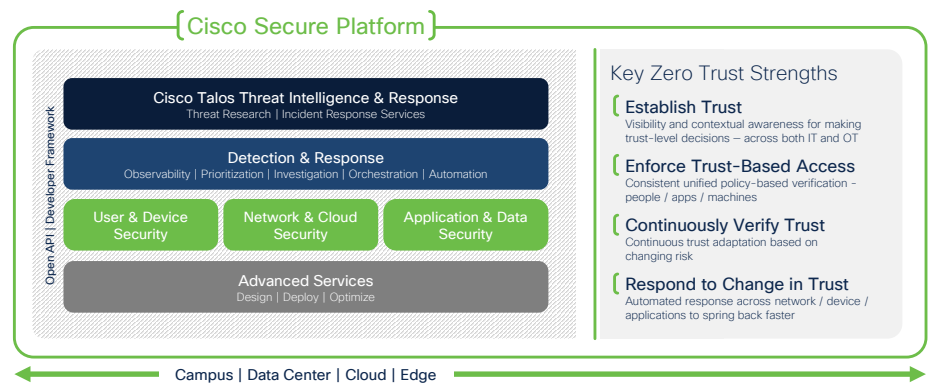 Cisco Secure Platform
Open API | Developer Framework
Cisco Talos Threat Intelligence & Response
Threat Research | Incident Response Services
Detection & Response
Observability | Prioritization | Investigation | Orchestration | Automation
User & Device
Security
Network & Cloud
Security
Application & Data
Security
Advanced Services
Design | Deploy | Optimize
Key Zero Trust Strengths
Establish Trust
Visibility and contextual awareness for making
trust-level decisions – across both IT and OT
Enforce Trust-Based Access
Consistent unified policy-based verification -
people / apps / machines
Continuously Verify Trust
Continuous trust adaptation based on
changing risk
Respond to Change in Trust
Automated response across network / device /
applications to spring back faster
Campus | Data Center | Cloud | Edge